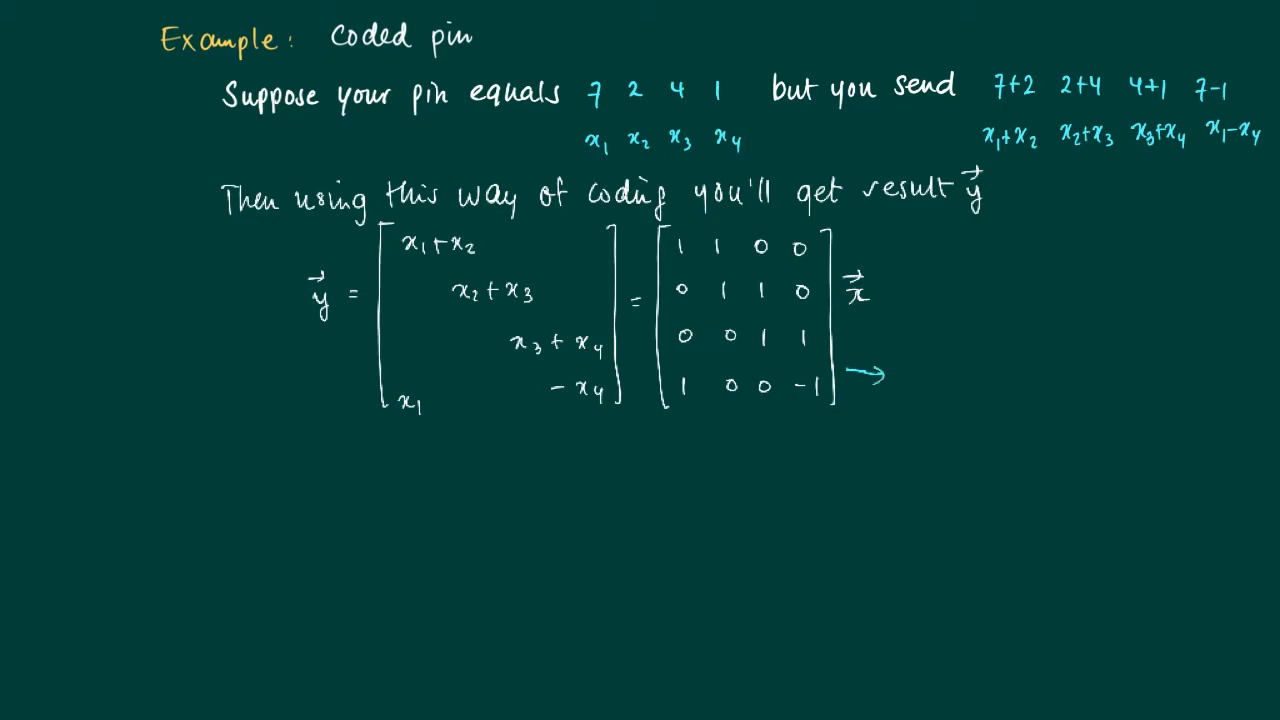 Example: Coded pin
Suppose your pin equals 7 2 4 1 but you send 7+2 2+4 4+1 7-1
x₁ x₂ x₃ x₄ x₁+x₂ x₂+x₃ x₃+x₄ x₁-x₄
Then using this way of coding you'll get result y⃗
x₁+x₂ 1 1 0 0
y⃗ = x₂+x₃ = 0 1 1 0 x⃗
x₃+x₄ 0 0 1 1
x₁ -x₄ 1 0 0 -1 →